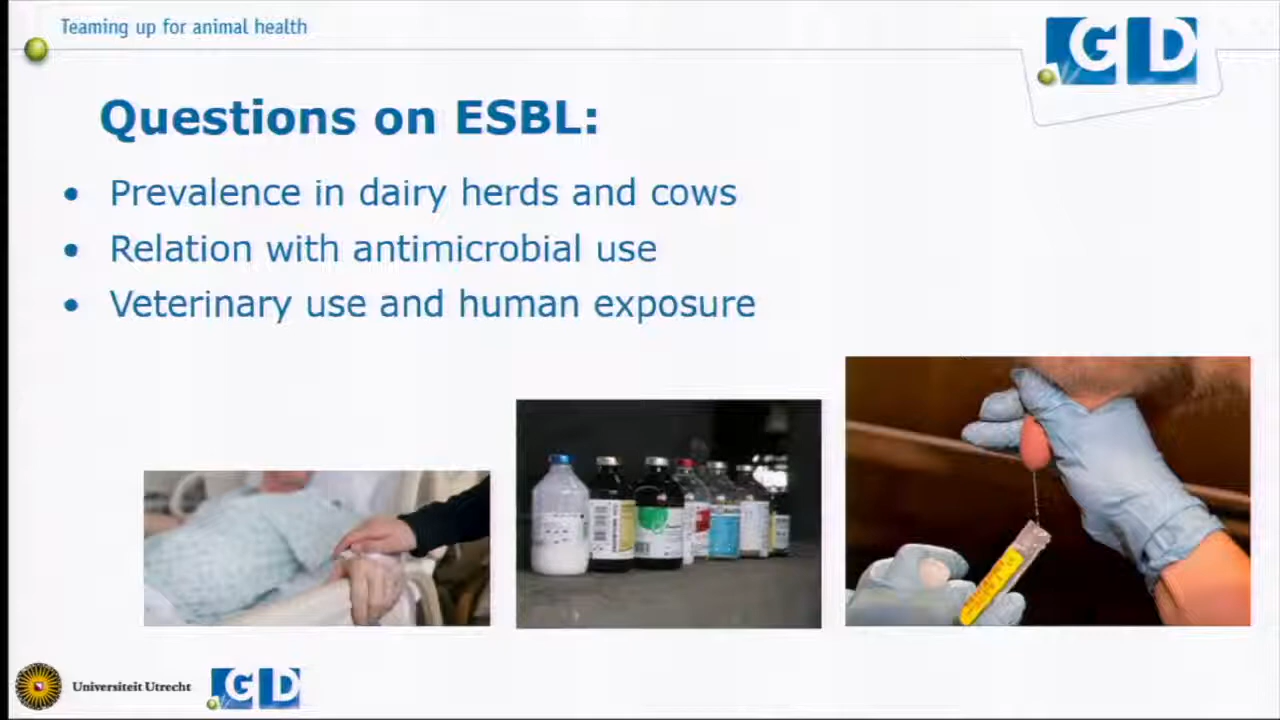 Teaming up for animal health
GD
Questions on ESBL:
• Prevalence in dairy herds and cows
• Relation with antimicrobial use
• Veterinary use and human exposure
Universiteit Utrecht
GD